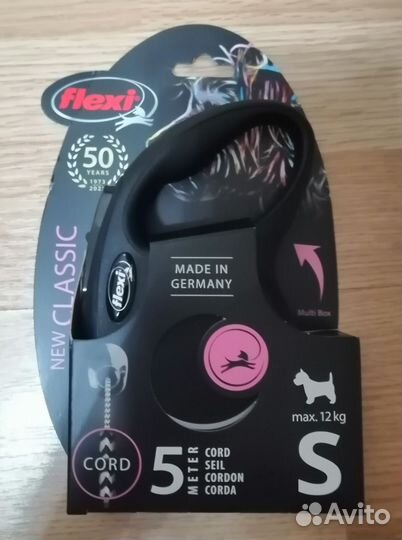 flexi
50
YEARS
1973
NEW CLASSIC
flexi
MADE IN
GERMANY
Multi Box
max. 12 kg
CORD
5
METER
CORD
SEIL
CORDON
CORDA
S
Avito